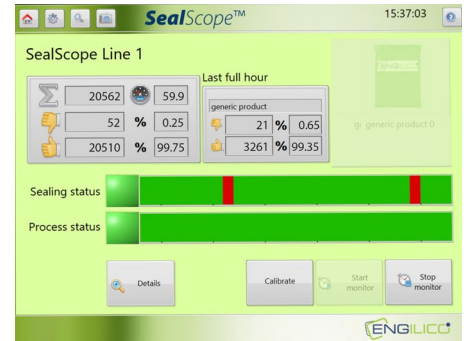 SealScope™
15:37:03
SealScope Line 1
20562 59.9
52 % 0.25
20510 % 99.75
Last full hour
generic product
21 % 0.65
3261 % 99.35
ENGILICO
gr generic product 0
Sealing status
Process status
Details
Calibrate
Start monitor
Stop monitor
ENGILICO